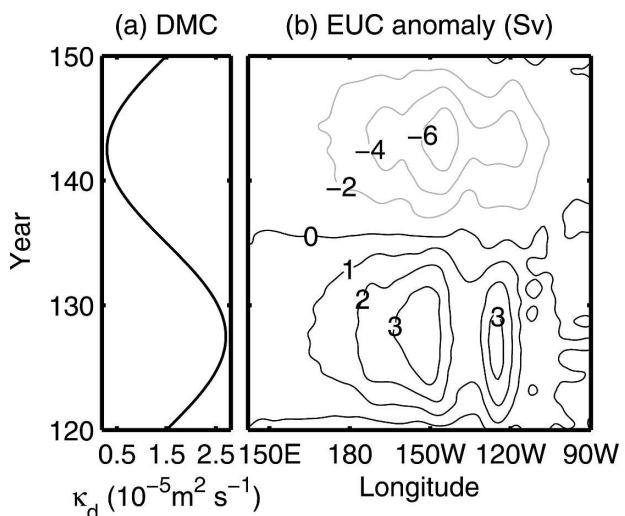 (a) DMC
(b) EUC anomaly (Sv)
150
140
130
120
Year
−6
−4
−2
0
1
2
3
3
0.5 1.5 2.5
150E 180 150W 120W 90W
κd (10−5m2 s−1)
Longitude